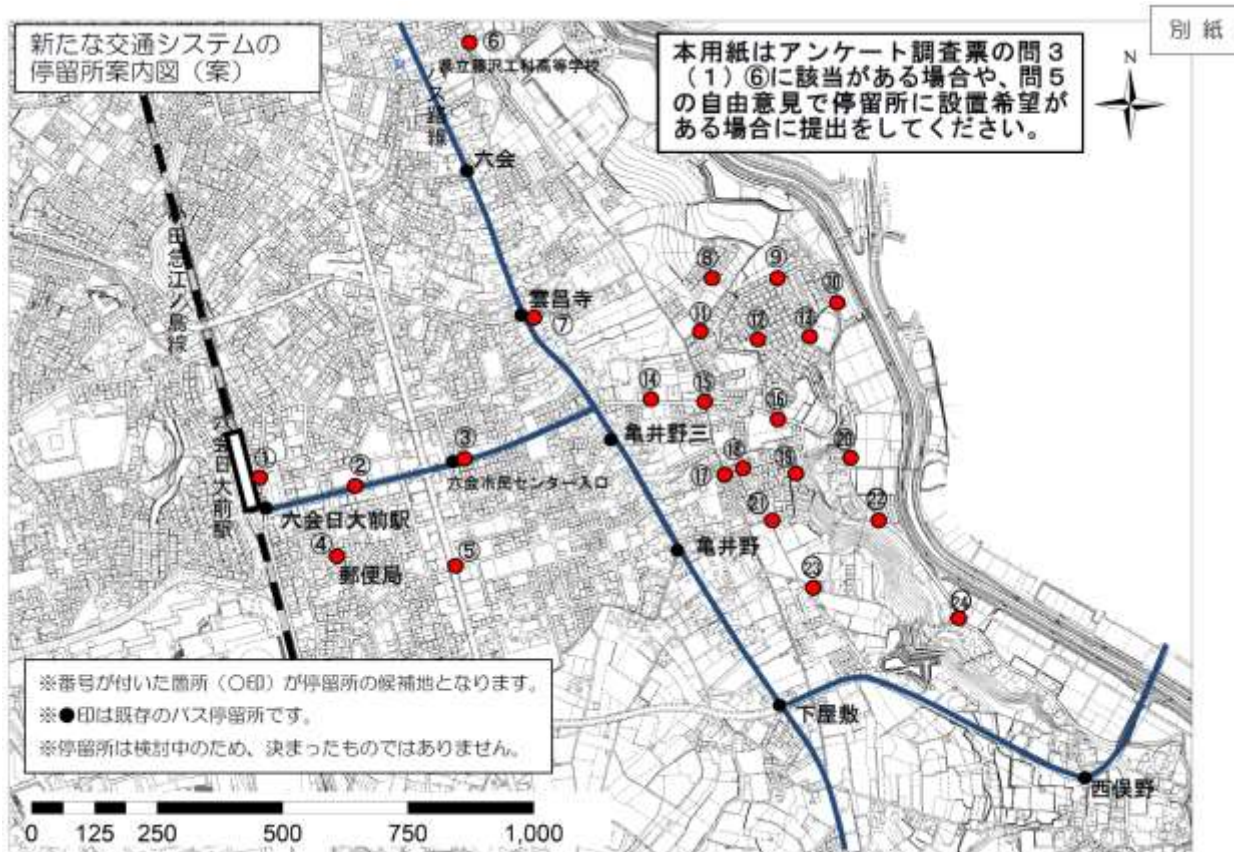 新たな交通システムの
停留所案内図（案）
本用紙はアンケート調査票の問３
（１）⑥に該当がある場合や、問５
の自由意見で停留所に設置希望が
ある場合に提出をしてください。
別 紙
N
⑥
県立藤沢工科高等学校
バス路線
六会
小田急江ノ島線
雲昌寺
⑦
⑧
⑨
⑩
⑪
⑫
⑬
⑭
⑮
⑯
亀井野三
③
六会市民センター入口
①
②
六会日大前駅
六会日大前駅
④
郵便局
⑤
⑰
⑱
⑲
⑳
㉑
㉒
亀井野
㉓
㉔
下屋敷
西俣野
※番号が付いた箇所（〇印）が停留所の候補地となります。
※●印は既存のバス停留所です。
※停留所は検討中のため、決まったものではありません。
0 125 250 500 750 1,000